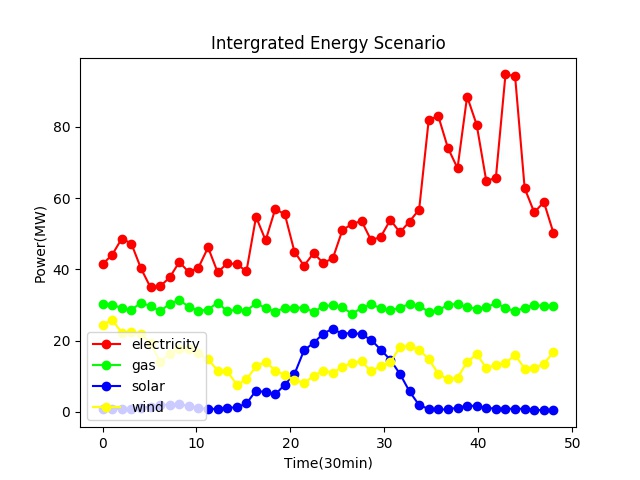 Intergrated Energy Scenario
Power(MW)
80
60
40
20
0
electricity
gas
solar
wind
0 10 20 30 40 50
Time(30min)